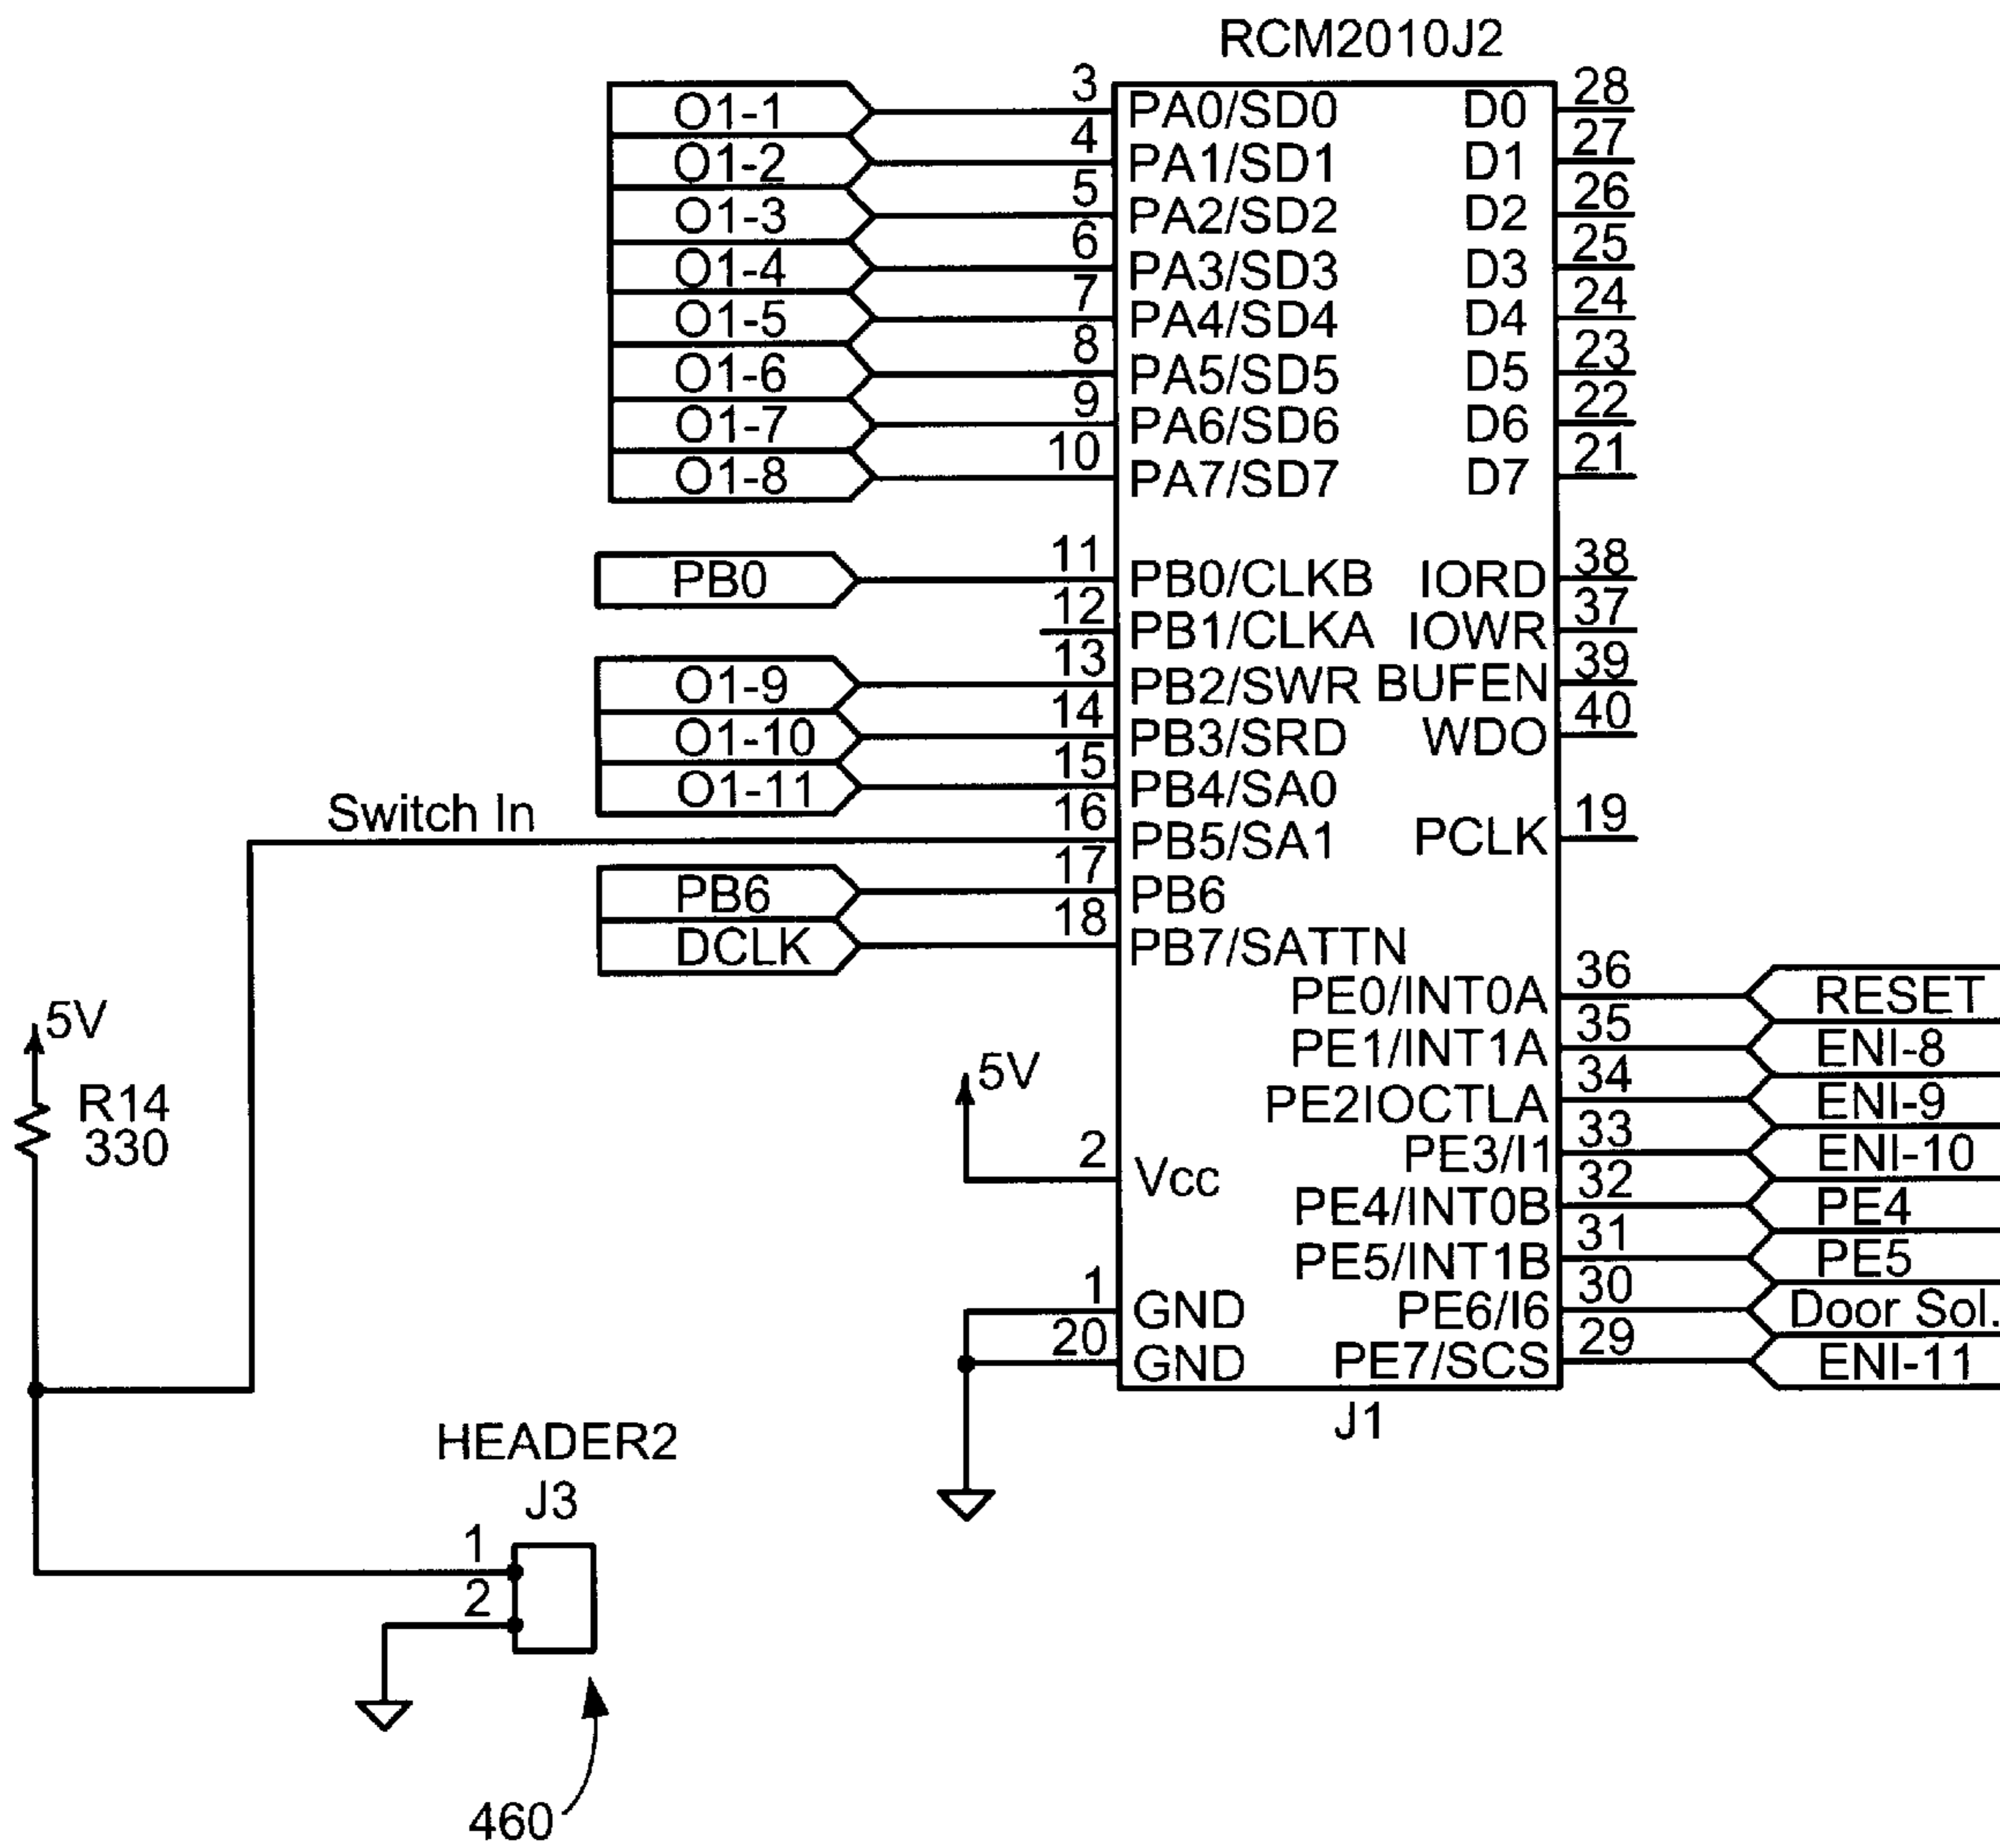 RCM2010J2
O1-1 3 PA0/SD0 D0 28
O1-2 4 PA1/SD1 D1 27
O1-3 5 PA2/SD2 D2 26
O1-4 6 PA3/SD3 D3 25
O1-5 7 PA4/SD4 D4 24
O1-6 8 PA5/SD5 D5 23
O1-7 9 PA6/SD6 D6 22
O1-8 10 PA7/SD7 D7 21
PB0 11 PB0/CLKB IORD 38
12 PB1/CLKA IOWR 37
O1-9 13 PB2/SWR BUFEN 39
O1-10 14 PB3/SRD WDO 40
O1-11 15 PB4/SA0
Switch In 16 PB5/SA1 PCLK 19
PB6 17 PB6
DCLK 18 PB7/SATTN
PE0/INT0A 36 RESET
PE1/INT1A 35 ENI-8
PE2IOCTLA 34 ENI-9
PE3/I1 33 ENI-10
PE4/INT0B 32 PE4
PE5/INT1B 31 PE5
PE6/I6 30 Door Sol.
PE7/SCS 29 ENI-11
5V
R14
330
5V
2 Vcc
1 GND
20 GND
J1
HEADER2
J3
1
2
460